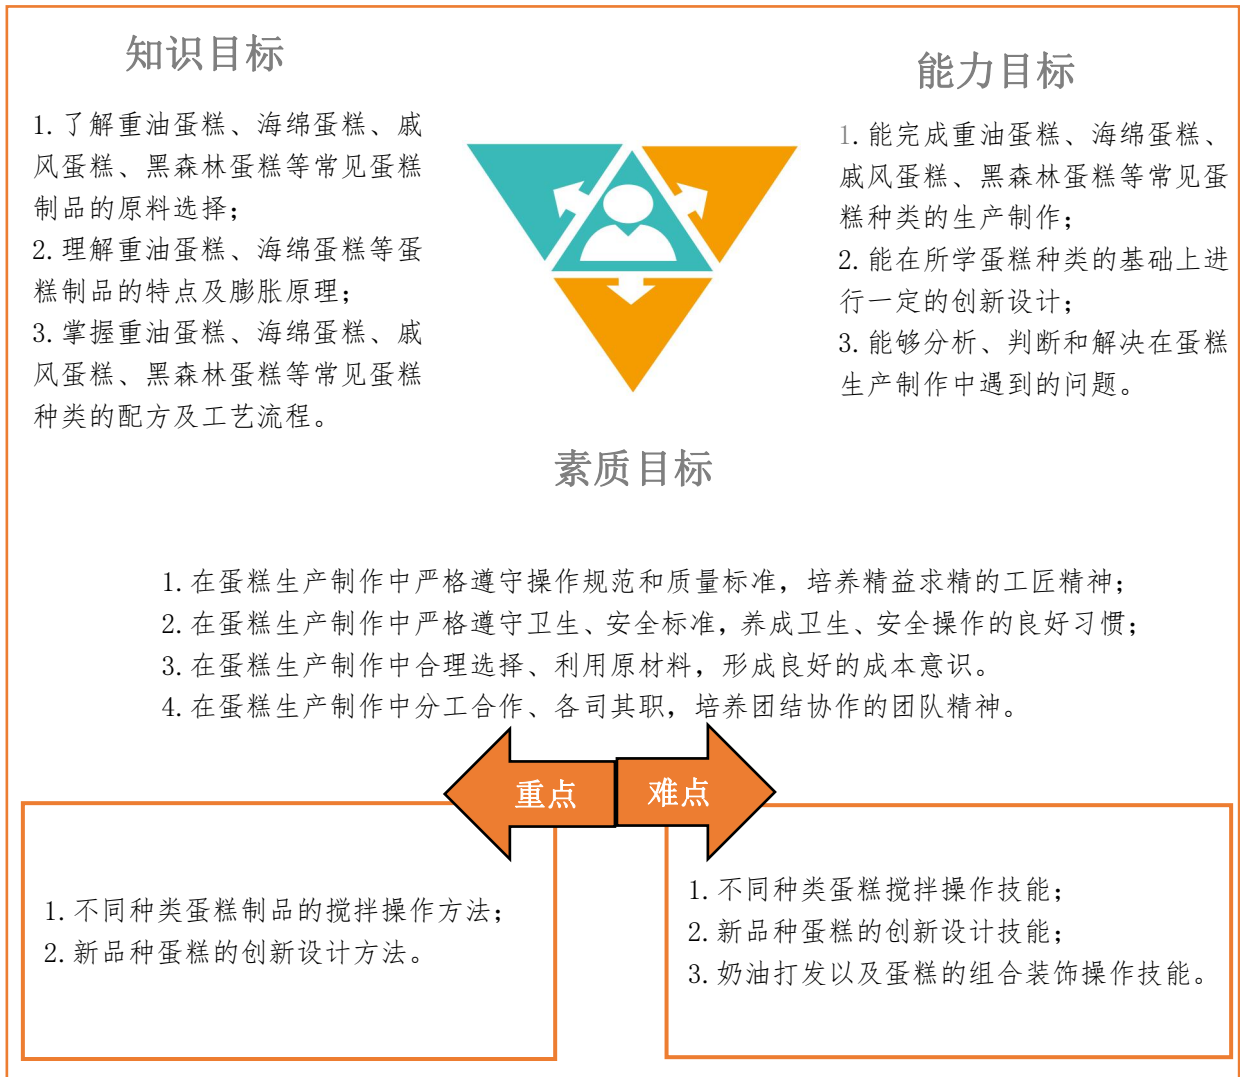 知识目标
1.了解重油蛋糕、海绵蛋糕、戚
风蛋糕、黑森林蛋糕等常见蛋糕
制品的原料选择；
2.理解重油蛋糕、海绵蛋糕等蛋
糕制品的特点及膨胀原理；
3.掌握重油蛋糕、海绵蛋糕、戚
风蛋糕、黑森林蛋糕等常见蛋糕
种类的配方及工艺流程。
能力目标
1.能完成重油蛋糕、海绵蛋糕、
戚风蛋糕、黑森林蛋糕等常见蛋
糕种类的生产制作；
2.能在所学蛋糕种类的基础上进
行一定的创新设计；
3.能够分析、判断和解决在蛋糕
生产制作中遇到的问题。
素质目标
1.在蛋糕生产制作中严格遵守操作规范和质量标准，培养精益求精的工匠精神；
2.在蛋糕生产制作中严格遵守卫生、安全标准，养成卫生、安全操作的良好习惯；
3.在蛋糕生产制作中合理选择、利用原材料，形成良好的成本意识。
4.在蛋糕生产制作中分工合作、各司其职，培养团结协作的团队精神。
重点
1.不同种类蛋糕制品的搅拌操作方法；
2.新品种蛋糕的创新设计方法。
难点
1.不同种类蛋糕搅拌操作技能；
2.新品种蛋糕的创新设计技能；
3.奶油打发以及蛋糕的组合装饰操作技能。